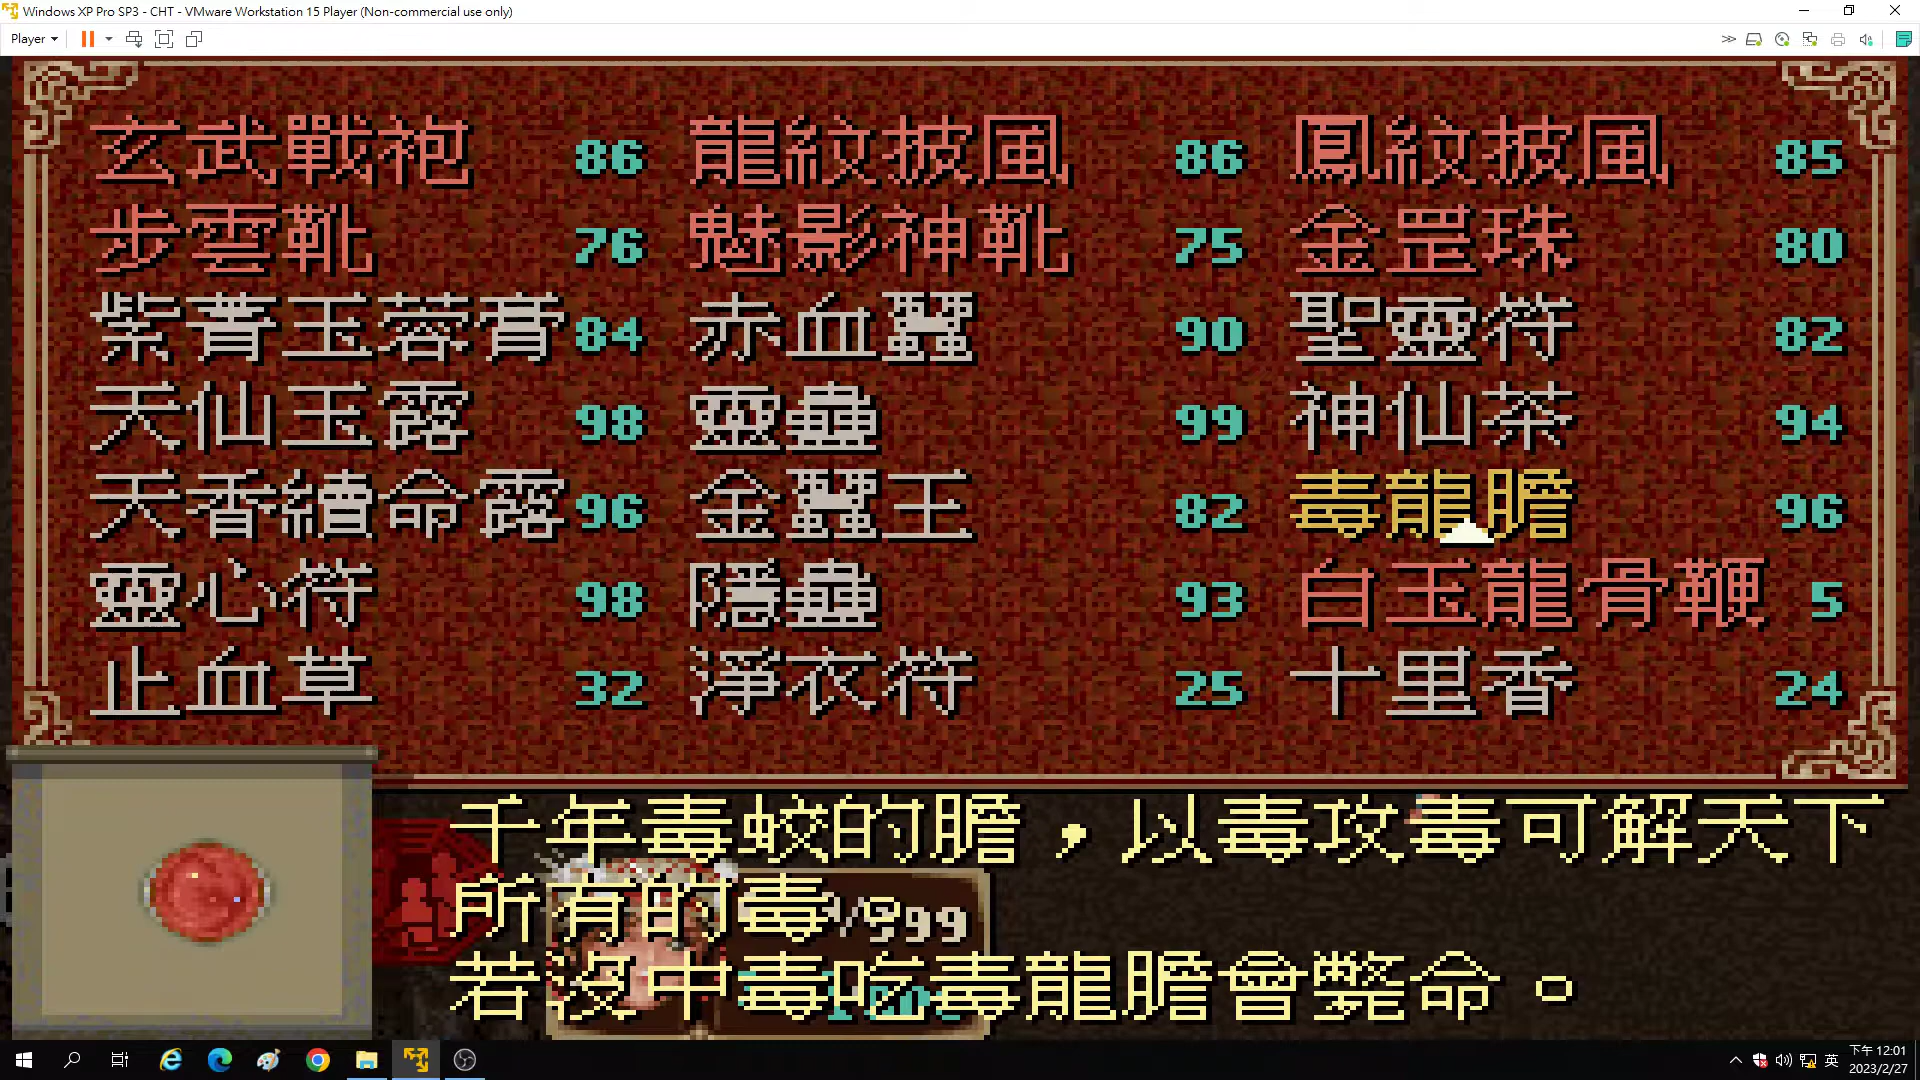 Windows XP Pro SP3 - CHT - VMware Workstation 15 Player (Non-commercial use only)
Player
玄武戰袍 86 龍紋披風 86 鳳紋披風 85
步雲靴 76 魅影神靴 75 金罡珠 80
紫菁玉蓉膏 84 赤血蠶 90 聖靈符 82
天仙玉露 98 靈蠱 99 神仙茶 94
天香續命露 96 金蠶王 82 毒龍膽 96
靈心符 98 隱蠱 93 白玉龍骨鞭 5
止血草 32 淨衣符 25 十里香 24
千年毒蛟的膽，以毒攻毒可解天下
所有的毒。
/999
若沒中毒吃毒龍膽會斃命。
英
下午 12:01
2023/2/27